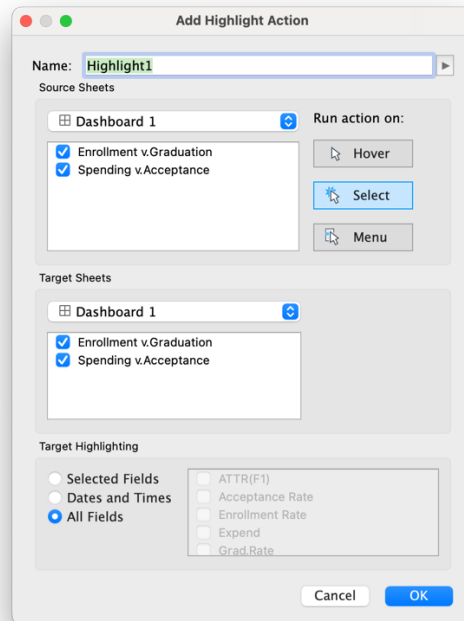 Add Highlight Action
Name: Highlight1
Source Sheets
Dashboard 1
Run action on:
Enrollment v.Graduation
Spending v.Acceptance
Hover
Select
Menu
Target Sheets
Dashboard 1
Enrollment v.Graduation
Spending v.Acceptance
Target Highlighting
Selected Fields
Dates and Times
All Fields
ATTR(F1)
Acceptance Rate
Enrollment Rate
Expend
Grad.Rate
Cancel
OK